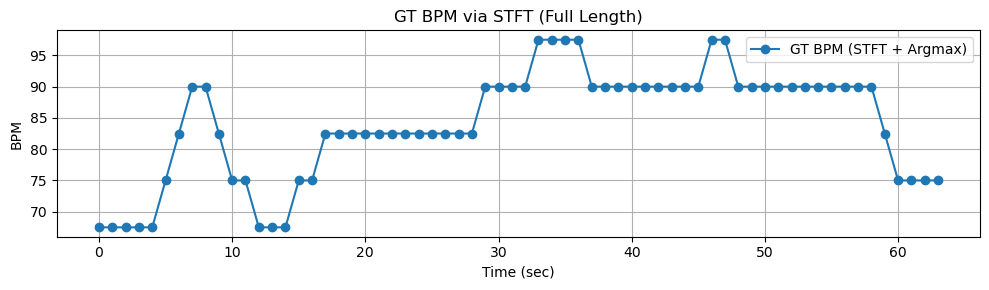 GT BPM via STFT (Full Length)
GT BPM (STFT + Argmax)
BPM
95
90
85
80
75
70
0 10 20 30 40 50 60
Time (sec)